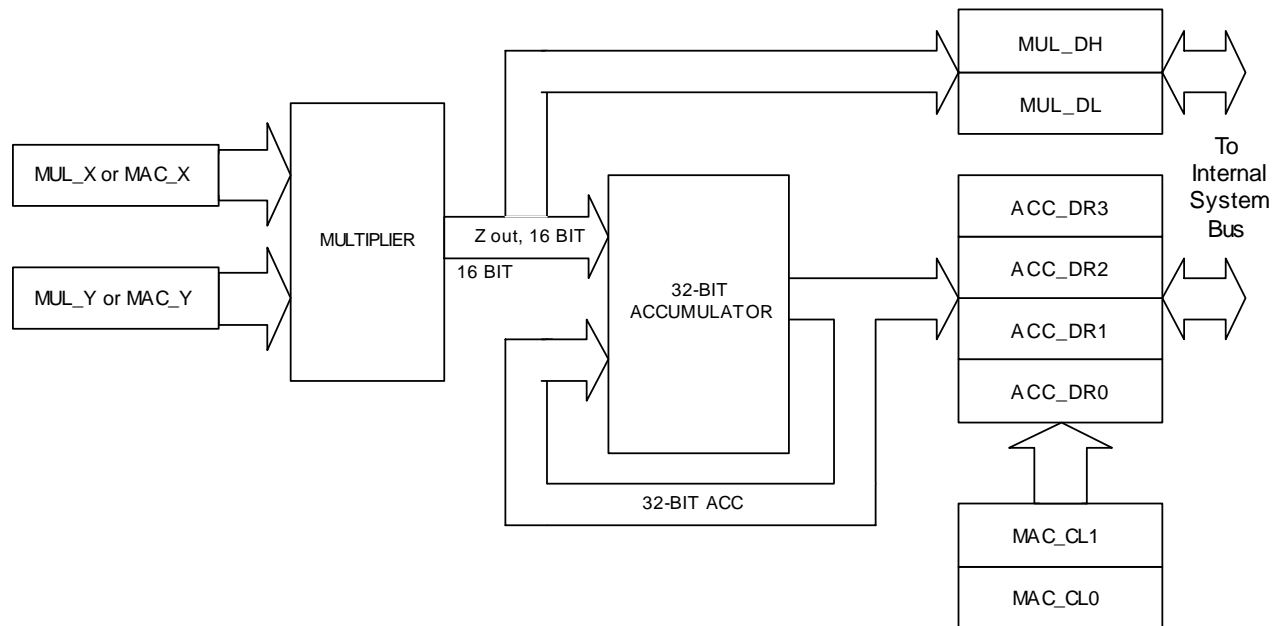 MUL_DH
MUL_DL
MUL_X or MAC_X
MUL_Y or MAC_Y
MULTIPLIER
Z out, 16 BIT
16 BIT
32-BIT
ACCUMULATOR
32-BIT ACC
ACC_DR3
ACC_DR2
ACC_DR1
ACC_DR0
To
Internal
System
Bus
MAC_CL1
MAC_CL0